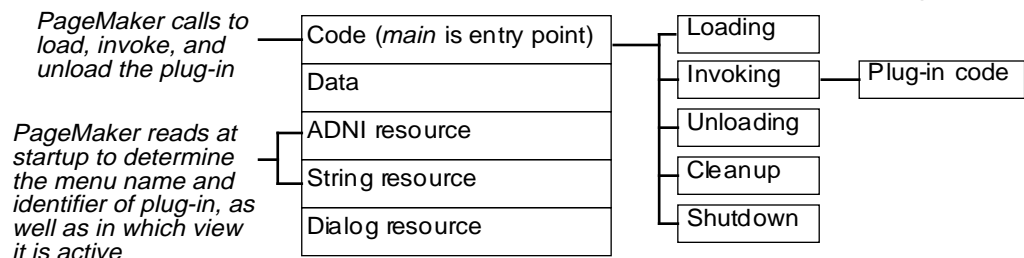 PageMaker calls to
load, invoke, and
unload the plug-in
Code (main is entry point)
Data
ADNI resource
String resource
Dialog resource
PageMaker reads at
startup to determine
the menu name and
identifier of plug-in, as
well as in which view
it is active
Loading
Invoking
Unloading
Cleanup
Shutdown
Plug-in code